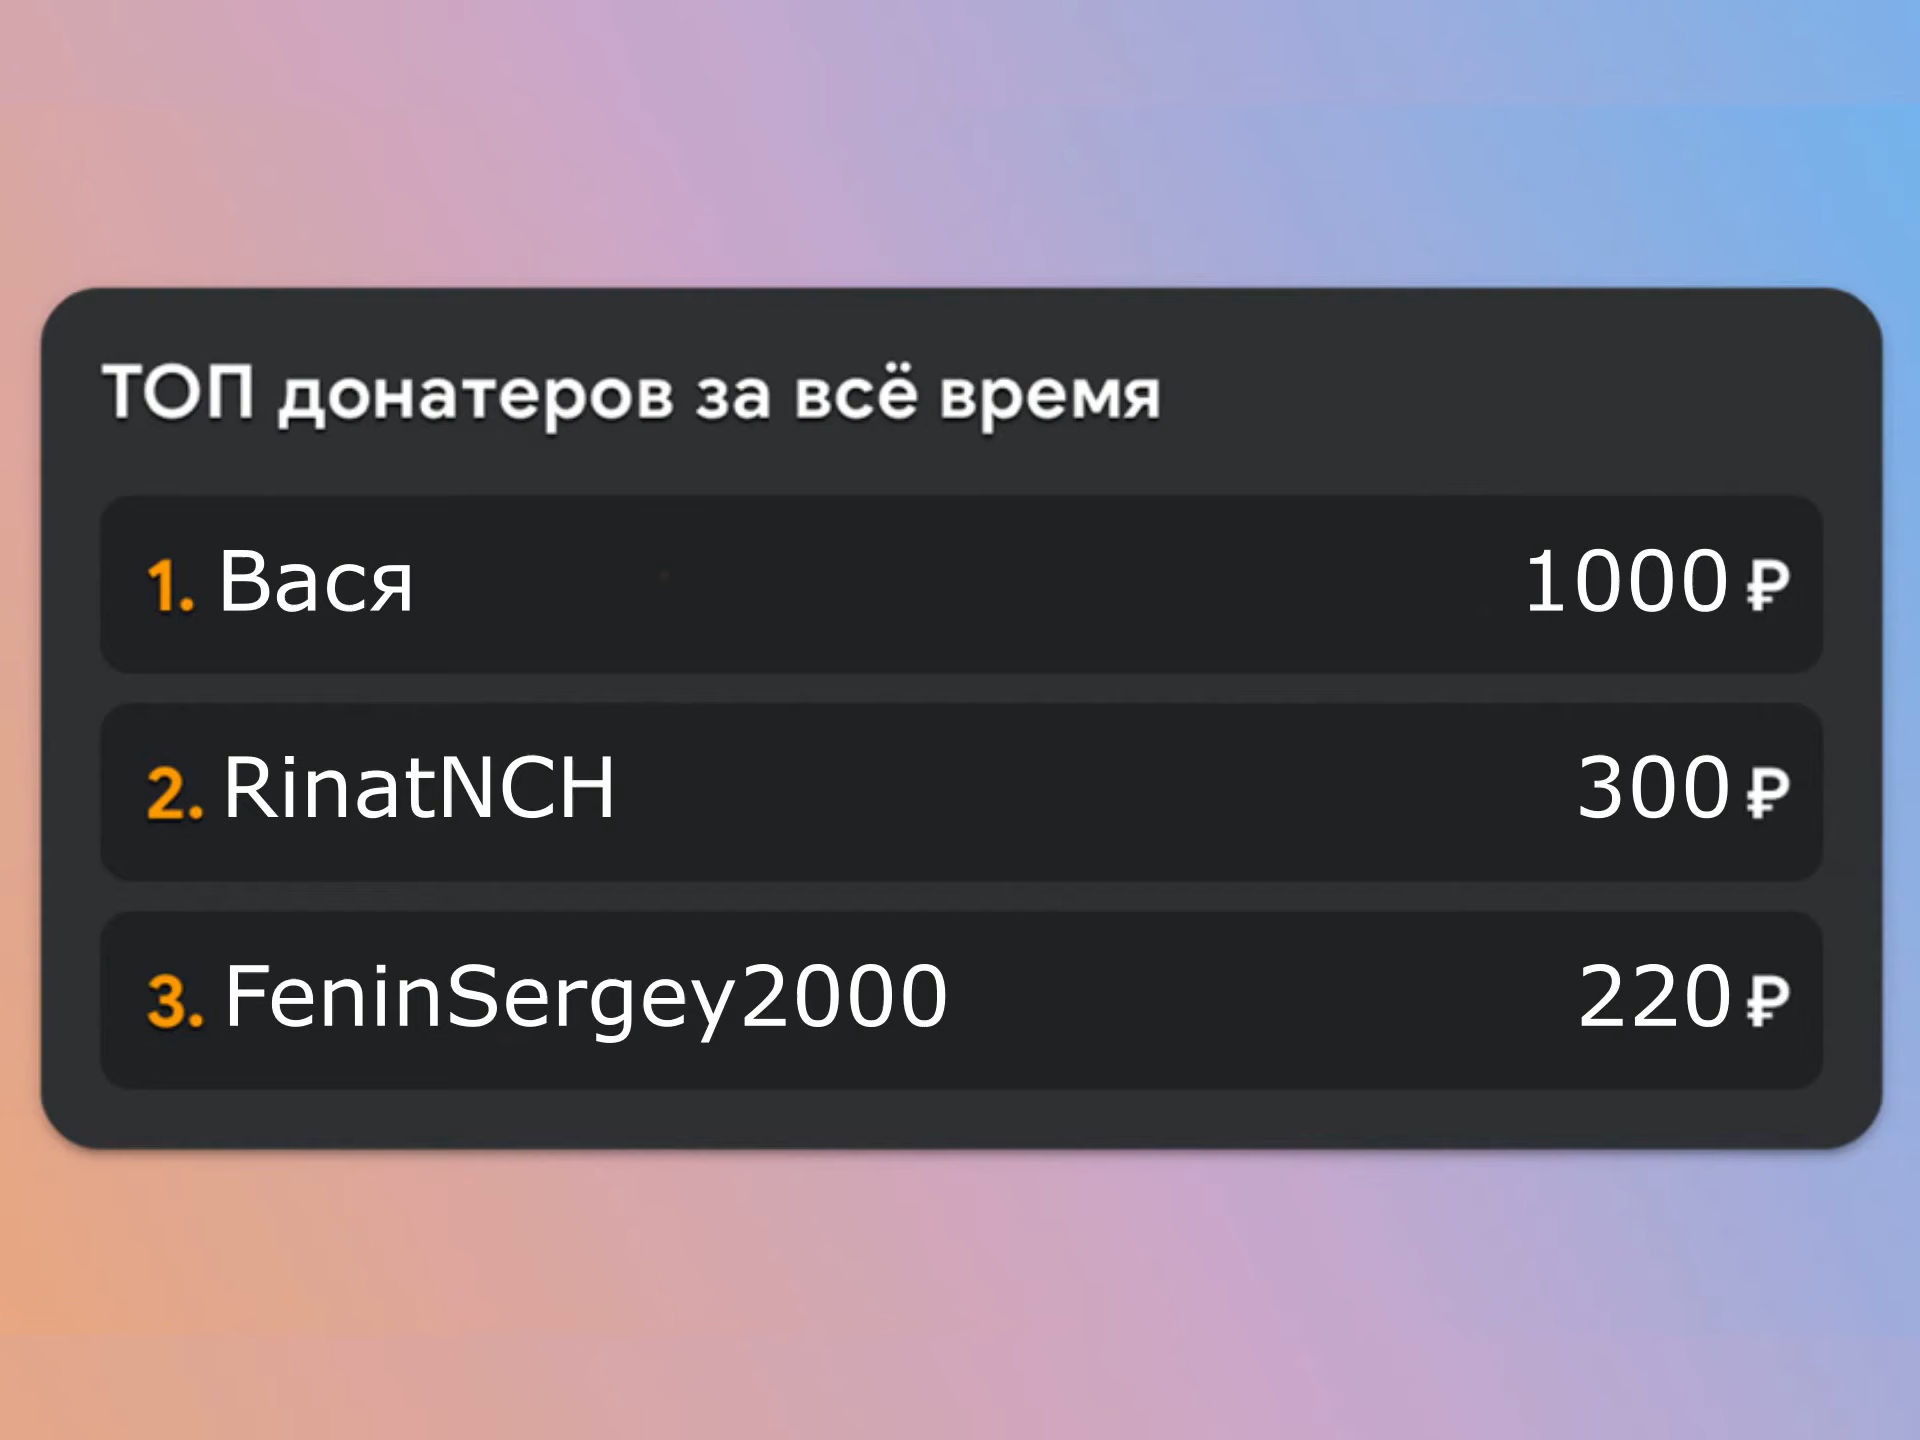 ТОП донатеров за всё время
1. Вася 1000 ₽
2. RinatNCH 300 ₽
3. FeninSergey2000 220 ₽